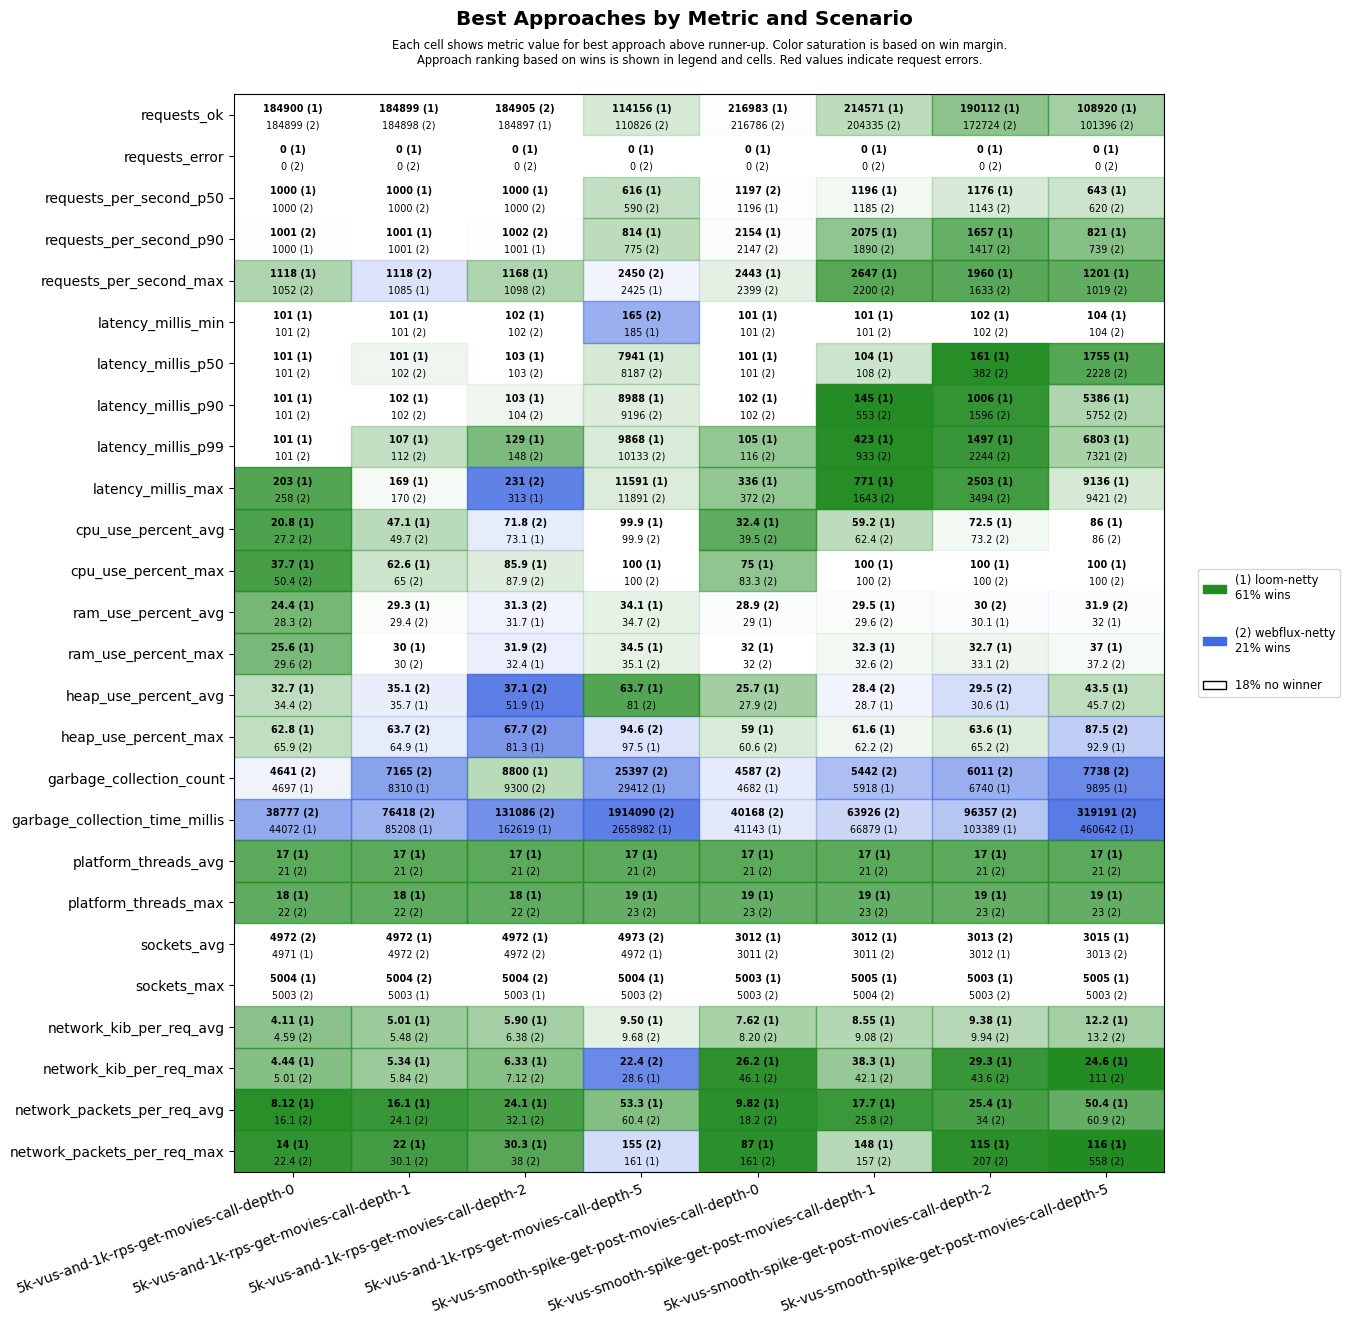 Best Approaches by Metric and Scenario
Each cell shows metric value for best approach above runner-up. Color saturation is based on win margin.
Approach ranking based on wins is shown in legend and cells. Red values indicate request errors.
requests_ok
184900 (1) 184899 (1) 184905 (2) 114156 (1) 216983 (1) 214571 (1) 190112 (1) 108920 (1)
184899 (2) 184898 (2) 184897 (1) 110826 (2) 216786 (2) 204335 (2) 172724 (2) 101396 (2)
requests_error
0 (1) 0 (1) 0 (1) 0 (1) 0 (1) 0 (1) 0 (1) 0 (1)
0 (2) 0 (2) 0 (2) 0 (2) 0 (2) 0 (2) 0 (2) 0 (2)
requests_per_second_p50
1000 (1) 1000 (1) 1000 (1) 616 (1) 1197 (2) 1196 (1) 1176 (1) 643 (1)
1000 (2) 1000 (2) 1000 (2) 590 (2) 1196 (1) 1185 (2) 1143 (2) 620 (2)
requests_per_second_p90
1001 (2) 1001 (1) 1002 (2) 814 (1) 2154 (1) 2075 (1) 1657 (1) 821 (1)
1000 (1) 1001 (2) 1001 (1) 775 (2) 2147 (2) 1890 (2) 1417 (2) 739 (2)
requests_per_second_max
1118 (1) 1118 (2) 1168 (1) 2450 (2) 2443 (1) 2647 (1) 1960 (1) 1201 (1)
1052 (2) 1085 (1) 1098 (2) 2425 (1) 2399 (2) 2200 (2) 1633 (2) 1019 (2)
latency_millis_min
101 (1) 101 (1) 102 (1) 165 (2) 101 (1) 101 (1) 102 (1) 104 (1)
101 (2) 101 (2) 102 (2) 185 (1) 101 (2) 101 (2) 102 (2) 104 (2)
latency_millis_p50
101 (1) 101 (1) 103 (1) 7941 (1) 101 (1) 104 (1) 161 (1) 1755 (1)
101 (2) 102 (2) 103 (2) 8187 (2) 101 (2) 108 (2) 382 (2) 2228 (2)
latency_millis_p90
101 (1) 102 (1) 103 (1) 8988 (1) 102 (1) 145 (1) 1006 (1) 5386 (1)
101 (2) 102 (2) 104 (2) 9196 (2) 102 (2) 553 (2) 1596 (2) 5752 (2)
latency_millis_p99
101 (1) 107 (1) 129 (1) 9868 (1) 105 (1) 423 (1) 1497 (1) 6803 (1)
101 (2) 112 (2) 148 (2) 10133 (2) 116 (2) 933 (2) 2244 (2) 7321 (2)
latency_millis_max
203 (1) 169 (1) 231 (2) 11591 (1) 336 (1) 771 (1) 2503 (1) 9136 (1)
258 (2) 170 (2) 313 (1) 11891 (2) 372 (2) 1643 (2) 3494 (2) 9421 (2)
cpu_use_percent_avg
20.8 (1) 47.1 (1) 71.8 (2) 99.9 (1) 32.4 (1) 59.2 (1) 72.5 (1) 86 (1)
27.2 (2) 49.7 (2) 73.1 (1) 99.9 (2) 39.5 (2) 62.4 (2) 73.2 (2) 86 (2)
cpu_use_percent_max
37.7 (1) 62.6 (1) 85.9 (1) 100 (1) 75 (1) 100 (1) 100 (1) 100 (1)
50.4 (2) 65 (2) 87.9 (2) 100 (2) 83.3 (2) 100 (2) 100 (2) 100 (2)
ram_use_percent_avg
24.4 (1) 29.3 (1) 31.3 (2) 34.1 (1) 28.9 (2) 29.5 (1) 30 (2) 31.9 (2)
28.3 (2) 29.4 (2) 31.7 (1) 34.7 (2) 29 (1) 29.6 (2) 30.1 (1) 32 (1)
ram_use_percent_max
25.6 (1) 30 (1) 31.9 (2) 34.5 (1) 32 (1) 32.3 (1) 32.7 (1) 37 (1)
29.6 (2) 30 (2) 32.4 (1) 35.1 (2) 32 (2) 32.6 (2) 33.1 (2) 37.2 (2)
heap_use_percent_avg
32.7 (1) 35.1 (2) 37.1 (2) 63.7 (1) 25.7 (1) 28.4 (2) 29.5 (2) 43.5 (1)
34.4 (2) 35.7 (1) 51.9 (1) 81 (2) 27.9 (2) 28.7 (1) 30.6 (1) 45.7 (2)
heap_use_percent_max
62.8 (1) 63.7 (2) 67.7 (2) 94.6 (2) 59 (1) 61.6 (1) 63.6 (1) 87.5 (2)
65.9 (2) 64.9 (1) 81.3 (1) 97.5 (1) 60.6 (2) 62.2 (2) 65.2 (2) 92.9 (1)
garbage_collection_count
4641 (2) 7165 (2) 8800 (1) 25397 (2) 4587 (2) 5442 (2) 6011 (2) 7738 (2)
4697 (1) 8310 (1) 9300 (2) 29412 (1) 4682 (1) 5918 (1) 6740 (1) 9895 (1)
garbage_collection_time_millis
38777 (2) 76418 (2) 131086 (2) 1914090 (2) 40168 (2) 63926 (2) 96357 (2) 319191 (2)
44072 (1) 85208 (1) 162619 (1) 2658982 (1) 41143 (1) 66879 (1) 103389 (1) 460642 (1)
platform_threads_avg
17 (1) 17 (1) 17 (1) 17 (1) 17 (1) 17 (1) 17 (1) 17 (1)
21 (2) 21 (2) 21 (2) 21 (2) 21 (2) 21 (2) 21 (2) 21 (2)
platform_threads_max
18 (1) 18 (1) 18 (1) 19 (1) 19 (1) 19 (1) 19 (1) 19 (1)
22 (2) 22 (2) 22 (2) 23 (2) 23 (2) 23 (2) 23 (2) 23 (2)
sockets_avg
4972 (2) 4972 (1) 4972 (1) 4973 (2) 3012 (1) 3012 (1) 3013 (2) 3015 (1)
4971 (1) 4972 (2) 4972 (2) 4972 (1) 3011 (2) 3011 (2) 3012 (1) 3013 (2)
sockets_max
5004 (1) 5004 (2) 5004 (2) 5004 (1) 5003 (1) 5005 (1) 5003 (1) 5005 (1)
5003 (2) 5003 (1) 5003 (1) 5003 (2) 5003 (2) 5004 (2) 5003 (2) 5003 (2)
network_kib_per_req_avg
4.11 (1) 5.01 (1) 5.90 (1) 9.50 (1) 7.62 (1) 8.55 (1) 9.38 (1) 12.2 (1)
4.59 (2) 5.48 (2) 6.38 (2) 9.68 (2) 8.20 (2) 9.08 (2) 9.94 (2) 13.2 (2)
network_kib_per_req_max
4.44 (1) 5.34 (1) 6.33 (1) 22.4 (2) 26.2 (1) 38.3 (1) 29.3 (1) 24.6 (1)
5.01 (2) 5.84 (2) 7.12 (2) 28.6 (1) 46.1 (2) 42.1 (2) 43.6 (2) 111 (2)
network_packets_per_req_avg
8.12 (1) 16.1 (1) 24.1 (1) 53.3 (1) 9.82 (1) 17.7 (1) 25.4 (1) 50.4 (1)
16.1 (2) 24.1 (2) 32.1 (2) 60.4 (2) 18.2 (2) 25.8 (2) 34 (2) 60.9 (2)
network_packets_per_req_max
14 (1) 22 (1) 30.3 (1) 155 (2) 87 (1) 148 (1) 115 (1) 116 (1)
22.4 (2) 30.1 (2) 38 (2) 161 (1) 161 (2) 157 (2) 207 (2) 558 (2)
5k-vus-and-1k-rps-get-movies-call-depth-0
5k-vus-and-1k-rps-get-movies-call-depth-1
5k-vus-and-1k-rps-get-movies-call-depth-2
5k-vus-and-1k-rps-get-movies-call-depth-5
5k-vus-smooth-spike-get-post-movies-call-depth-0
5k-vus-smooth-spike-get-post-movies-call-depth-1
5k-vus-smooth-spike-get-post-movies-call-depth-2
5k-vus-smooth-spike-get-post-movies-call-depth-5
(1) loom-netty
61% wins
(2) webflux-netty
21% wins
18% no winner